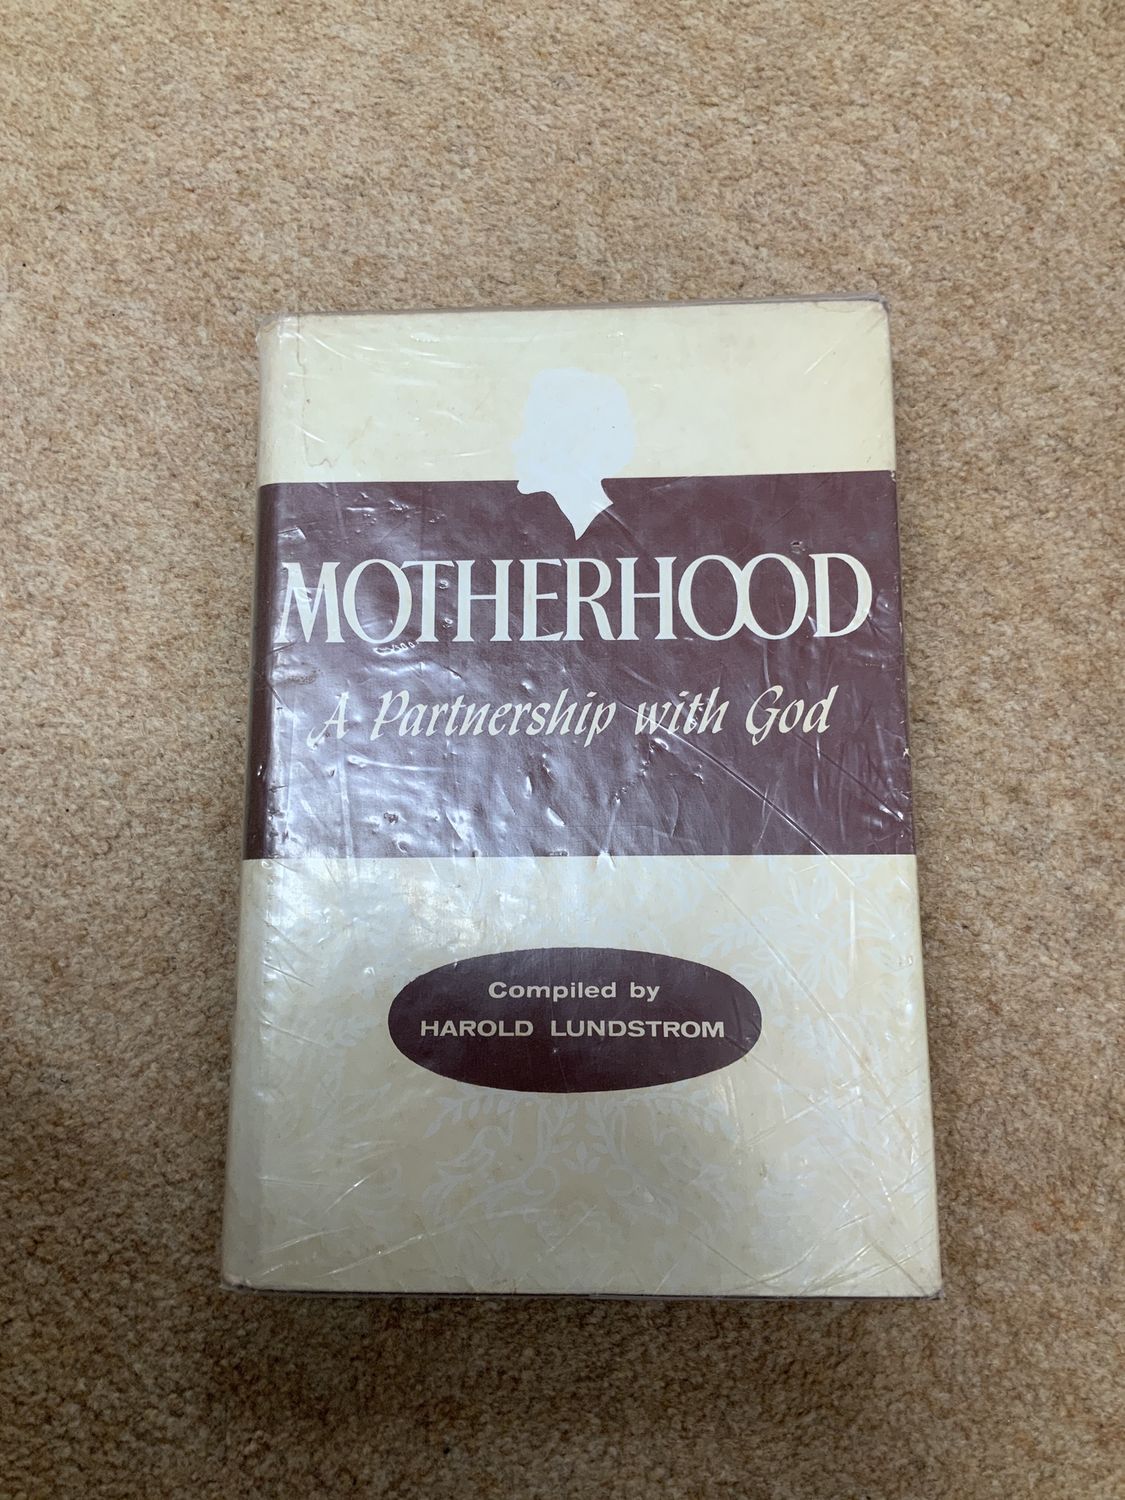 MOTHERHOOD
A Partnership with God
Compiled by
HAROLD LUNDSTROM